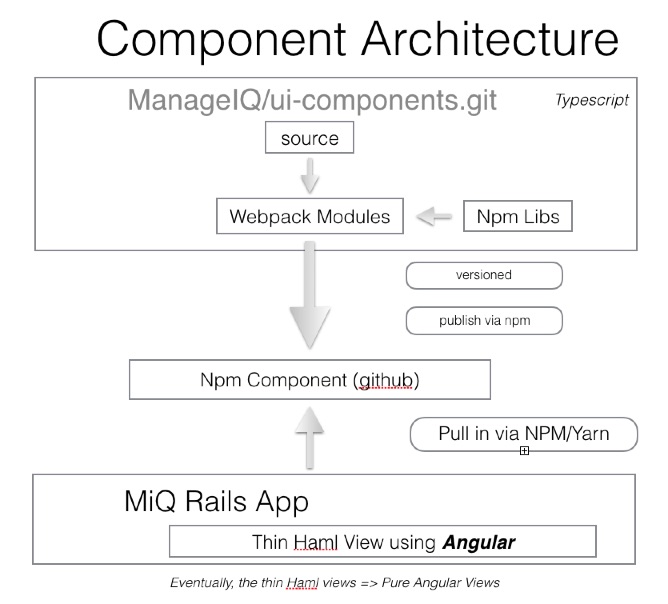 Component Architecture
ManageIQ/ui-components.git
Typescript
source
Webpack Modules
Npm Libs
versioned
publish via npm
Npm Component (github)
Pull in via NPM/Yarn
MiQ Rails App
Thin Haml View using Angular
Eventually, the thin Haml views => Pure Angular Views